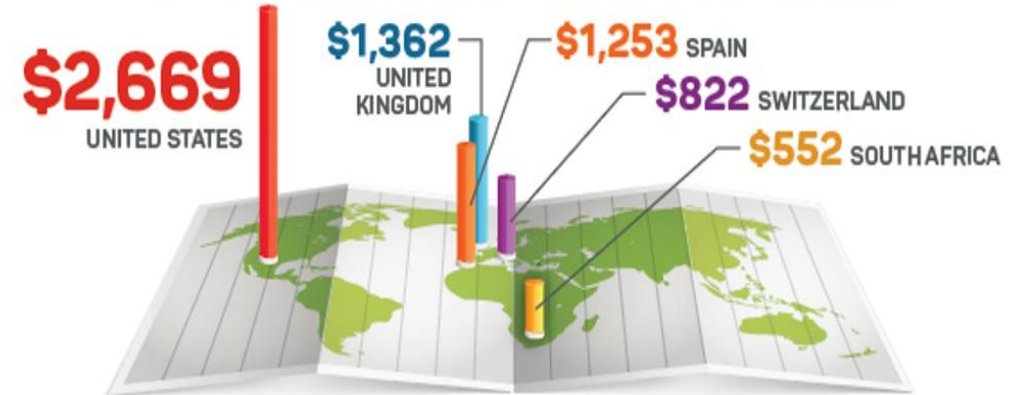 $2,669
UNITED STATES
$1,362
UNITED
KINGDOM
$1,253 SPAIN
$822 SWITZERLAND
$552 SOUTH AFRICA